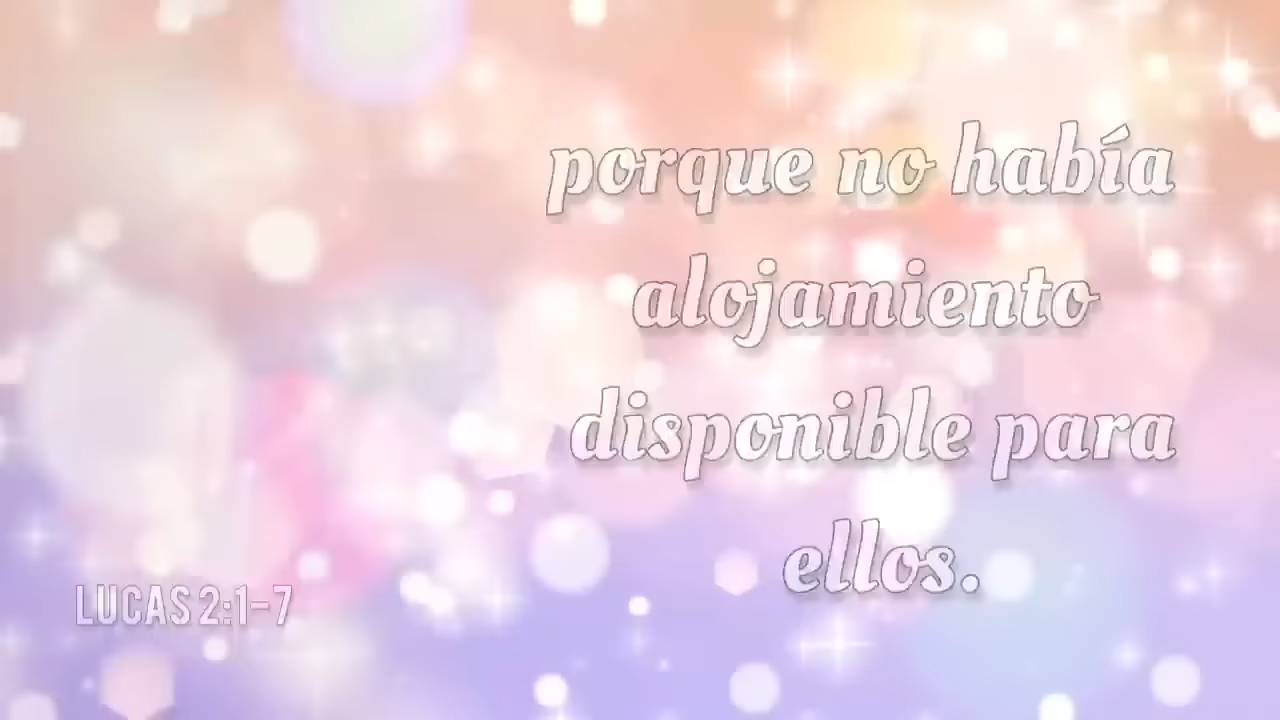 porque no había
alojamiento
disponible para
ellos.
LUCAS 2:1-7